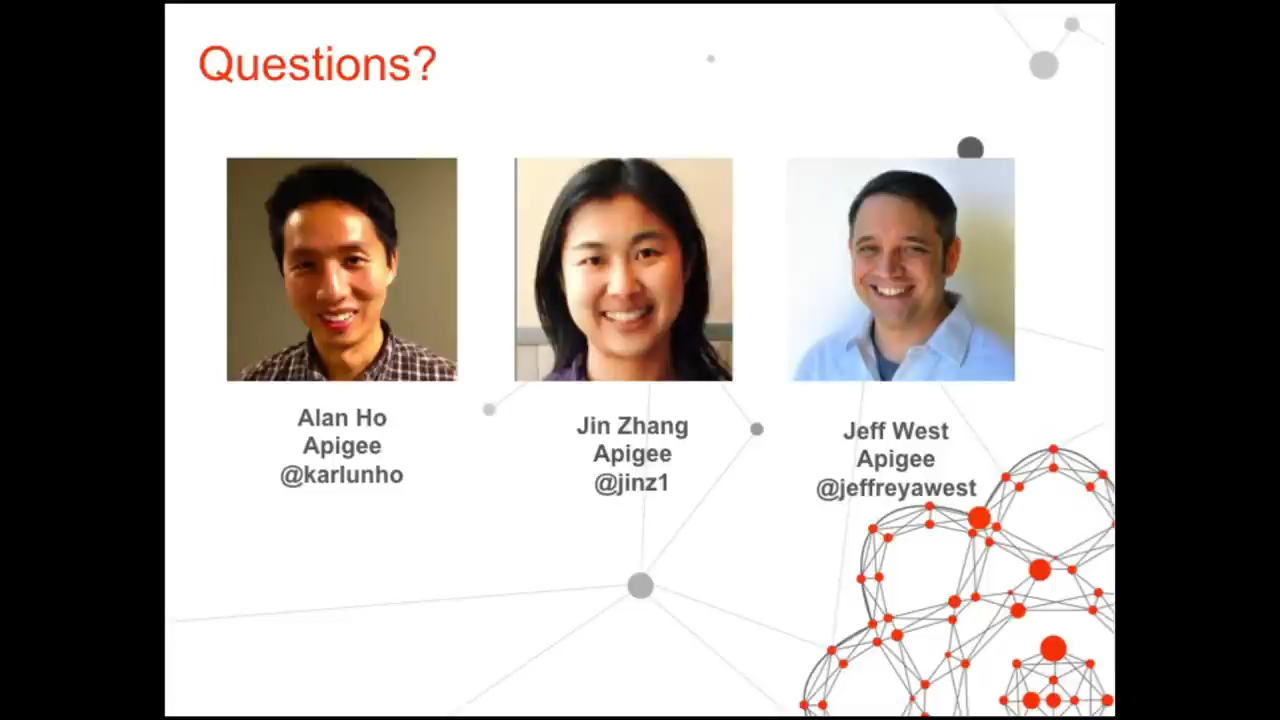 Questions?
Alan Ho
Apigee
@karlunho
Jin Zhang
Apigee
@jinz1
Jeff West
Apigee
@jeffreyawest